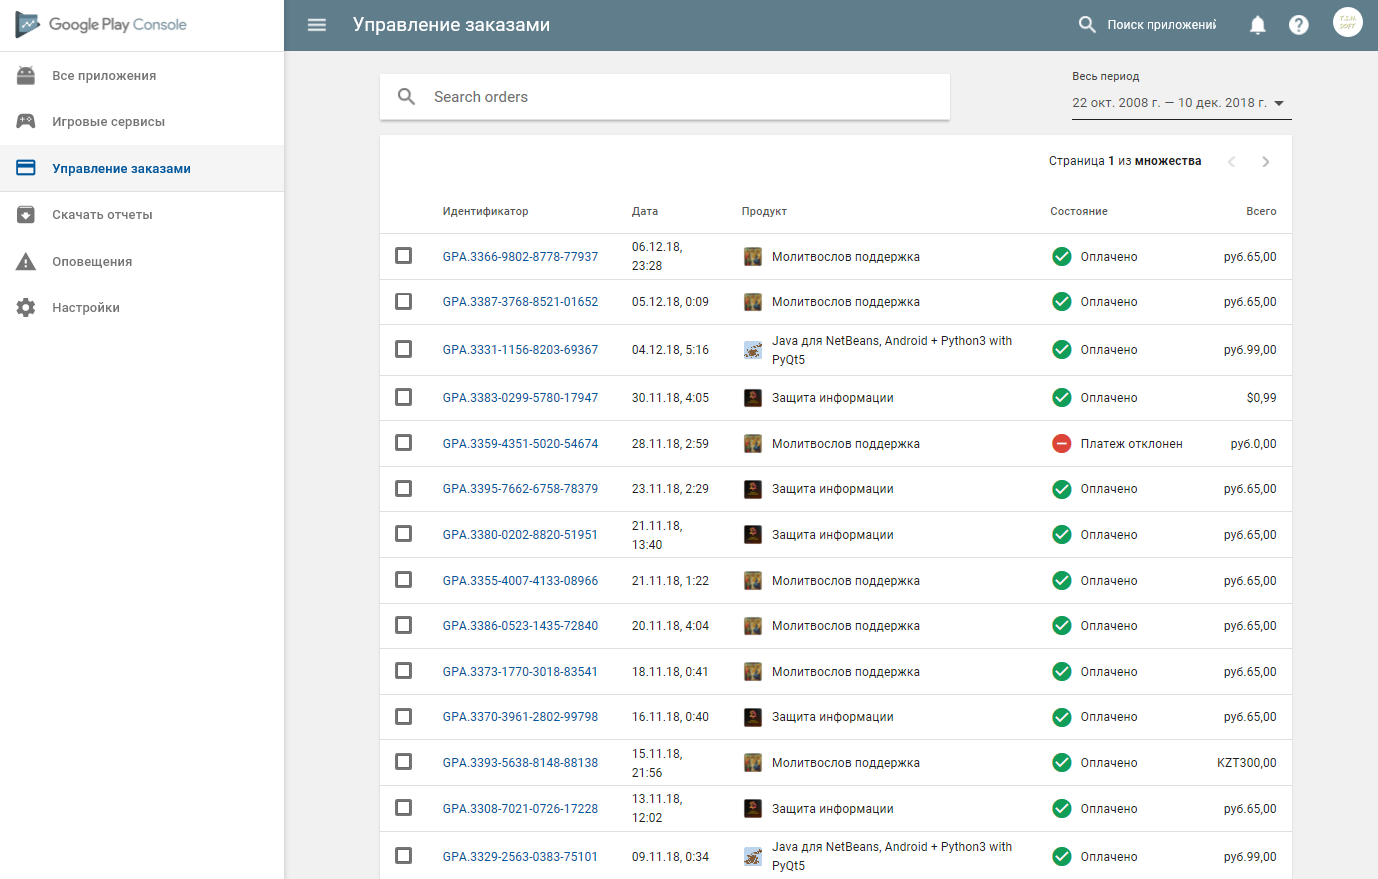 Google Play Console
Управление заказами
Поиск приложений
T.I.N.
SOFT
Все приложения
Игровые сервисы
Управление заказами
Скачать отчеты
Оповещения
Настройки
Search orders
Весь период
22 окт. 2008 г. — 10 дек. 2018 г.
Страница 1 из множества
Идентификатор Дата Продукт Состояние Всего
GPA.3366-9802-8778-77937 06.12.18, 23:28 Молитвослов поддержка Оплачено руб.65,00
GPA.3387-3768-8521-01652 05.12.18, 0:09 Молитвослов поддержка Оплачено руб.65,00
GPA.3331-1156-8203-69367 04.12.18, 5:16 Java для NetBeans, Android + Python3 with PyQt5 Оплачено руб.99,00
GPA.3383-0299-5780-17947 30.11.18, 4:05 Защита информации Оплачено $0,99
GPA.3359-4351-5020-54674 28.11.18, 2:59 Молитвослов поддержка Платеж отклонен руб.0,00
GPA.3395-7662-6758-78379 23.11.18, 2:29 Защита информации Оплачено руб.65,00
GPA.3380-0202-8820-51951 21.11.18, 13:40 Защита информации Оплачено руб.65,00
GPA.3355-4007-4133-08966 21.11.18, 1:22 Молитвослов поддержка Оплачено руб.65,00
GPA.3386-0523-1435-72840 20.11.18, 4:04 Молитвослов поддержка Оплачено руб.65,00
GPA.3373-1770-3018-83541 18.11.18, 0:41 Молитвослов поддержка Оплачено руб.65,00
GPA.3370-3961-2802-99798 16.11.18, 0:40 Защита информации Оплачено руб.65,00
GPA.3393-5638-8148-88138 15.11.18, 21:56 Молитвослов поддержка Оплачено KZT300,00
GPA.3308-7021-0726-17228 13.11.18, 12:02 Защита информации Оплачено руб.65,00
GPA.3329-2563-0383-75101 09.11.18, 0:34 Java для NetBeans, Android + Python3 with PyQt5 Оплачено руб.99,00